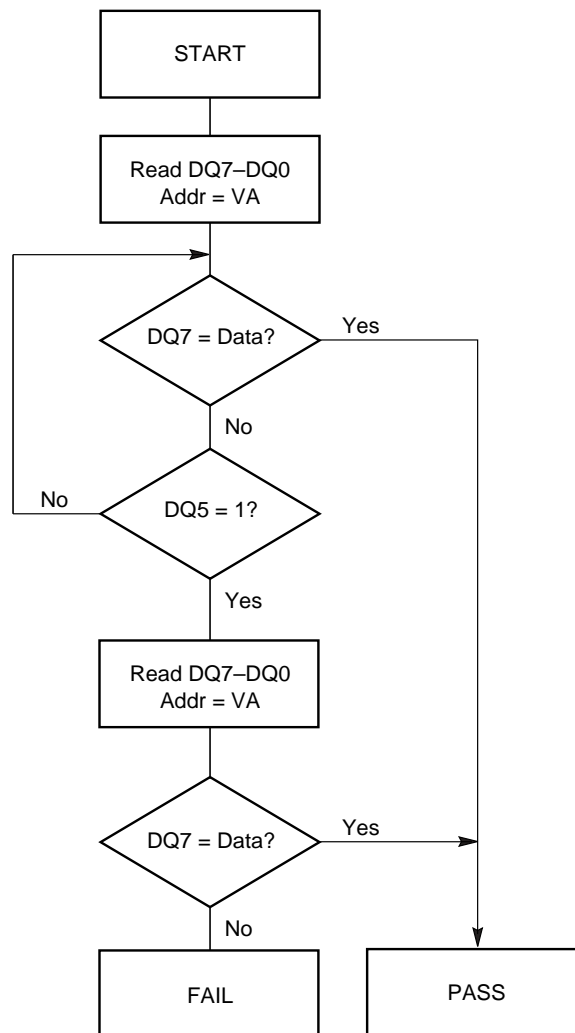 START
Read DQ7–DQ0
Addr = VA
DQ7 = Data?
Yes
No
No
DQ5 = 1?
Yes
Read DQ7–DQ0
Addr = VA
DQ7 = Data?
Yes
No
FAIL
PASS